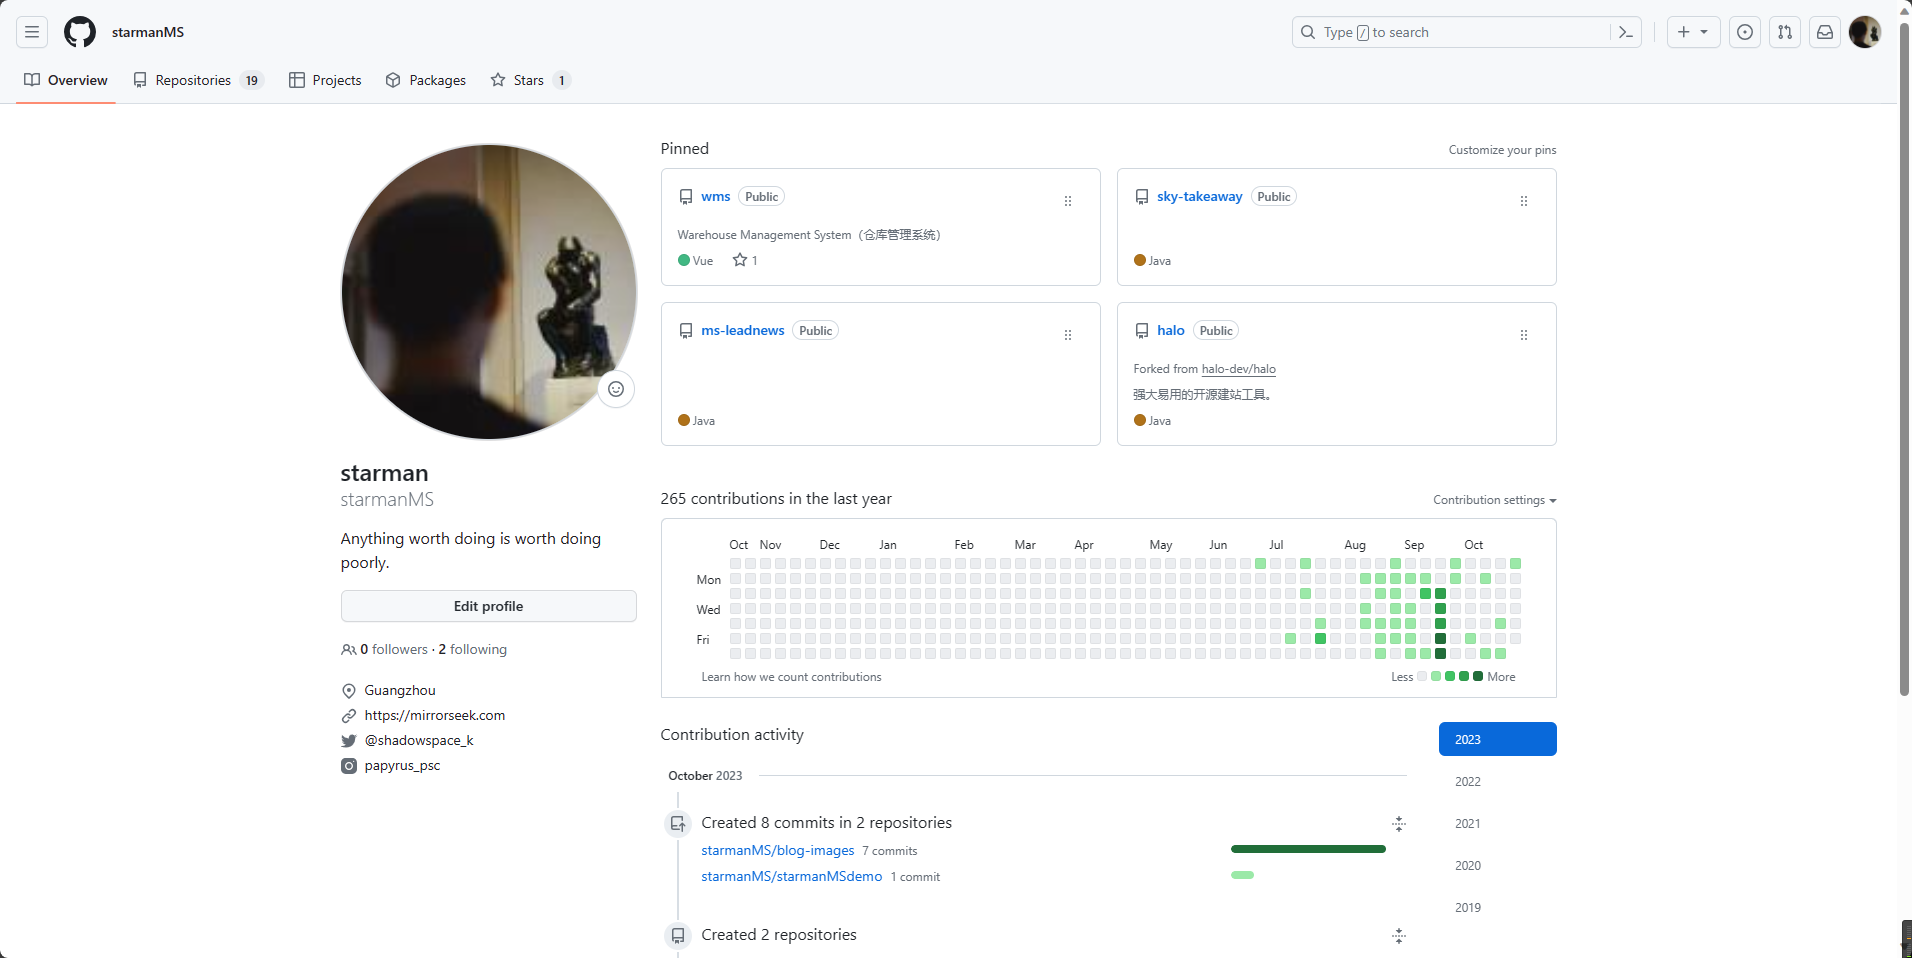 starmanMS
Type / to search
Overview
Repositories 19
Projects
Packages
Stars 1
starman
starmanMS
Anything worth doing is worth doing
poorly.
Edit profile
0 followers · 2 following
Guangzhou
https://mirrorseek.com
@shadowspace_k
papyrus_psc
Pinned
Customize your pins
wms Public
Warehouse Management System（仓库管理系统）
Vue 1
sky-takeaway Public
Java
ms-leadnews Public
Java
halo Public
Forked from halo-dev/halo
强大易用的开源建站工具。
Java
265 contributions in the last year
Contribution settings
Oct Nov Dec Jan Feb Mar Apr May Jun Jul Aug Sep Oct
Mon
Wed
Fri
Learn how we count contributions
Less More
Contribution activity
2023
2022
2021
2020
2019
October 2023
Created 8 commits in 2 repositories
starmanMS/blog-images 7 commits
starmanMS/starmanMSdemo 1 commit
Created 2 repositories